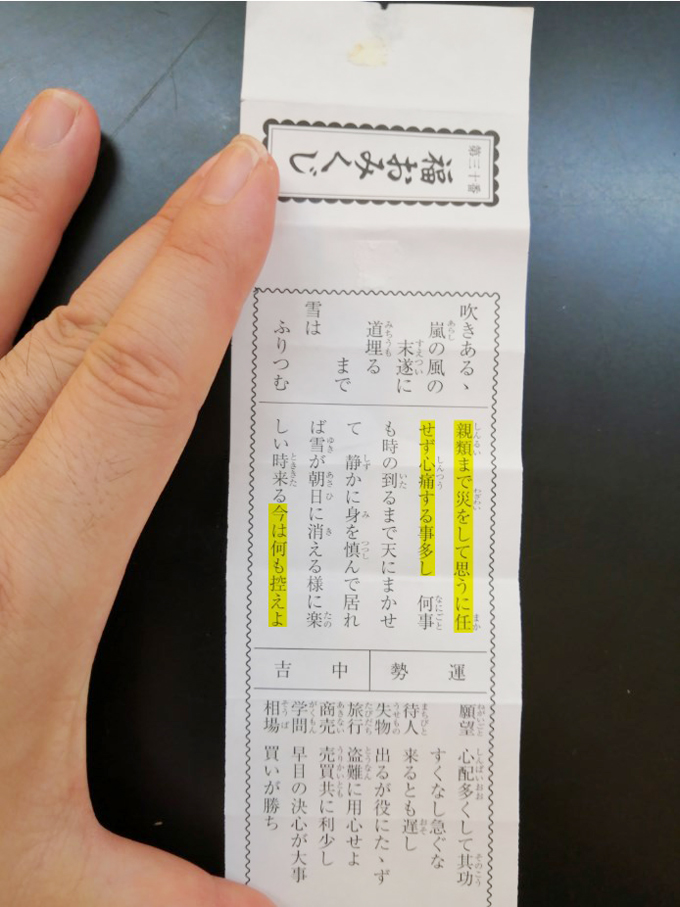 第三十番
福おみくじ
吹きあるゝ
嵐の風の
末遂に
道埋る
まで
雪は
ふりつむ
親類まで災をして思うに任
せず心痛する事多し　何事
も時の到るまで天にまかせ
て　静かに身を慎んで居れ
ば雪が朝日に消える様に楽
しい時来る今は何も控えよ
運勢　中吉
願望　心配多くして其功
すくなし急ぐな
待人　来るとも遅し
失物　出るが役にたゝず
旅行　盗難に用心せよ
商売　売買共に利少し
学問　早目の決心が大事
相場　買いが勝ち